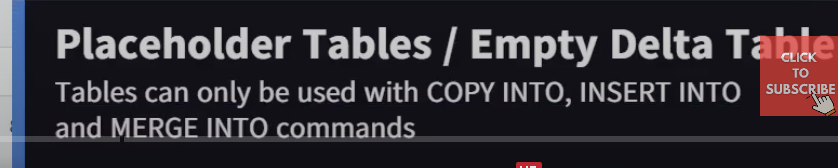 Placeholder Tables / Empty Delta Table
Tables can only be used with COPY INTO, INSERT INTO
and MERGE INTO commands
CLICK
TO
SUBSCRIBE